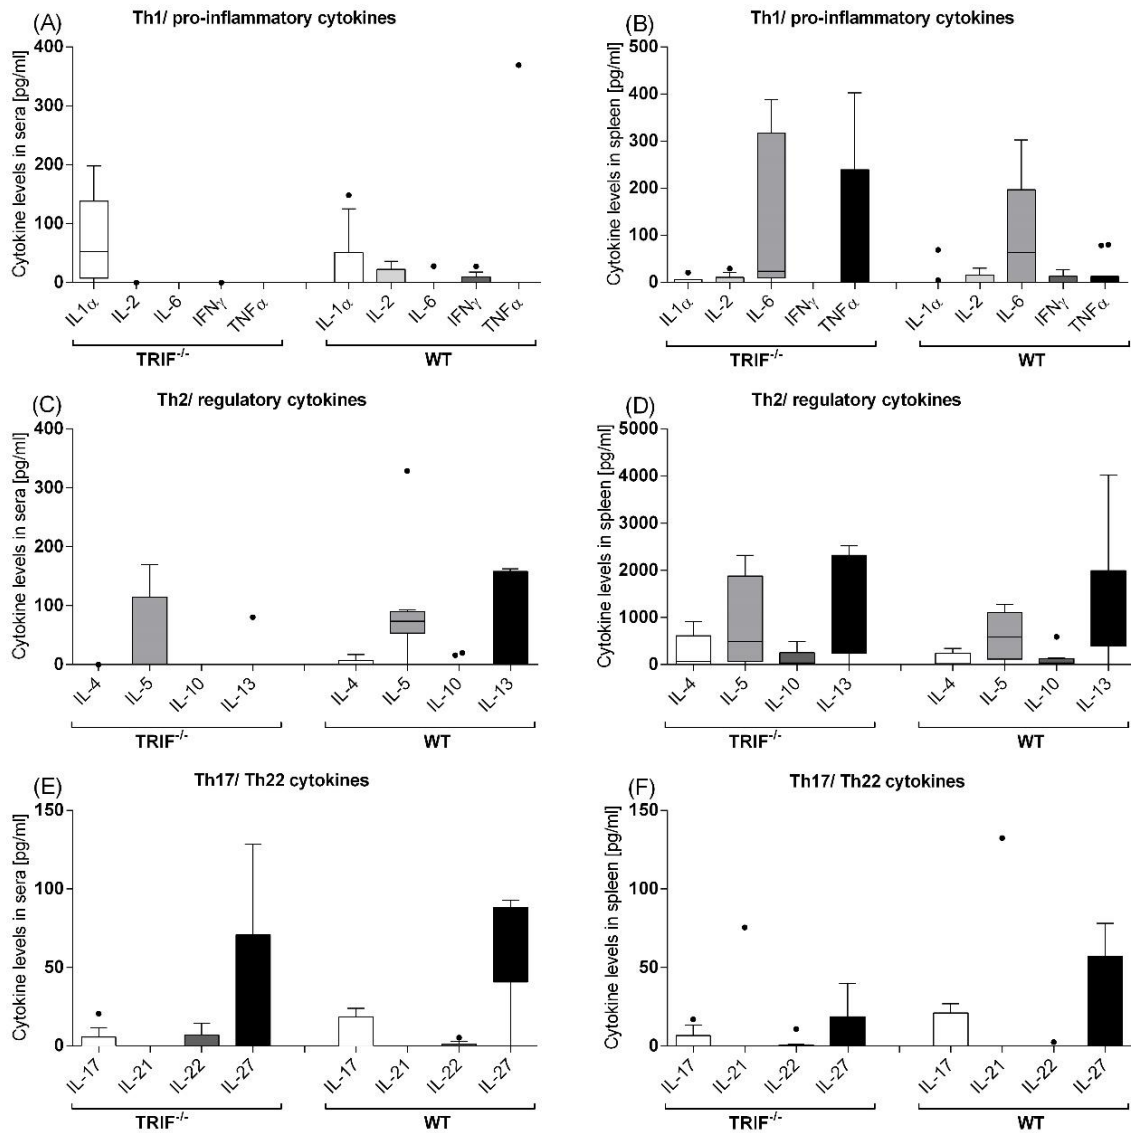 (A) Th1/ pro-inflammatory cytokines
Cytokine levels in sera [pg/ml]
400
300
200
100
0
IL1α IL-2 IL-6 IFNγ TNFα IL-1α IL-2 IL-6 IFNγ TNFα
TRIF-/- WT
(B) Th1/ pro-inflammatory cytokines
Cytokine levels in spleen [pg/ml]
500
400
300
200
100
0
IL1α IL-2 IL-6 IFNγ TNFα IL-1α IL-2 IL-6 IFNγ TNFα
TRIF-/- WT
(C) Th2/ regulatory cytokines
Cytokine levels in sera [pg/ml]
400
300
200
100
0
IL-4 IL-5 IL-10 IL-13 IL-4 IL-5 IL-10 IL-13
TRIF-/- WT
(D) Th2/ regulatory cytokines
Cytokine levels in spleen [pg/ml]
5000
4000
3000
2000
1000
0
IL-4 IL-5 IL-10 IL-13 IL-4 IL-5 IL-10 IL-13
TRIF-/- WT
(E) Th17/ Th22 cytokines
Cytokine levels in sera [pg/ml]
150
100
50
0
IL-17 IL-21 IL-22 IL-27 IL-17 IL-21 IL-22 IL-27
TRIF-/- WT
(F) Th17/ Th22 cytokines
Cytokine levels in spleen [pg/ml]
150
100
50
0
IL-17 IL-21 IL-22 IL-27 IL-17 IL-21 IL-22 IL-27
TRIF-/- WT